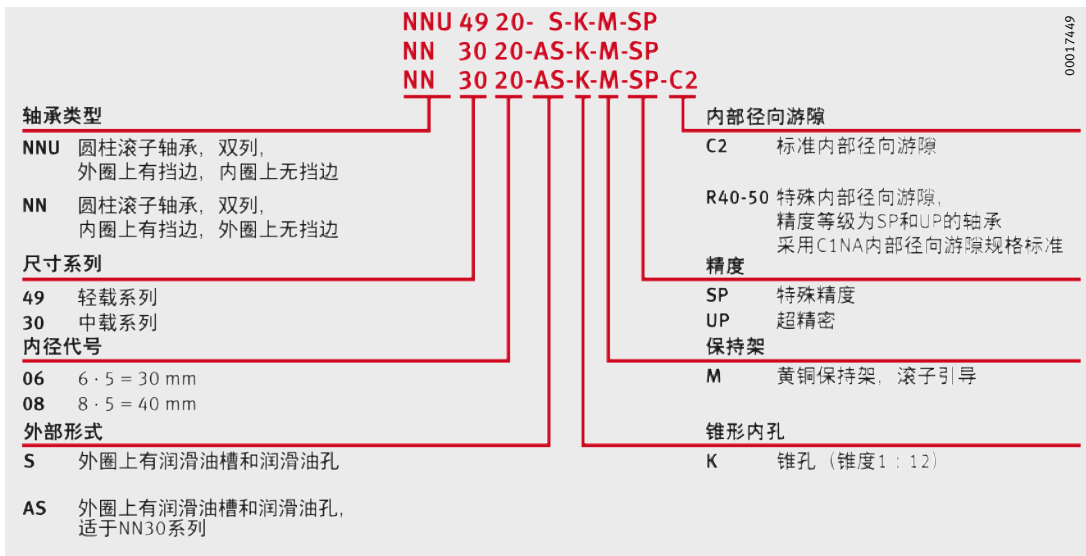 NNU 49 20- S-K-M-SP
NN 30 20-AS-K-M-SP
NN 30 20-AS-K-M-SP-C2
00017449
轴承类型
NNU 圆柱滚子轴承，双列，
外圈上有挡边，内圈上无挡边
NN 圆柱滚子轴承，双列，
内圈上有挡边，外圈上无挡边
尺寸系列
49 轻载系列
30 中载系列
内径代号
06 6 · 5 = 30 mm
08 8 · 5 = 40 mm
外部形式
S 外圈上有润滑油槽和润滑油孔
AS 外圈上有润滑油槽和润滑油孔，
适于NN30系列
内部径向游隙
C2 标准内部径向游隙
R40-50 特殊内部径向游隙，
精度等级为SP和UP的轴承
采用C1NA内部径向游隙规格标准
精度
SP 特殊精度
UP 超精密
保持架
M 黄铜保持架，滚子引导
锥形内孔
K 锥孔（锥度1：12）